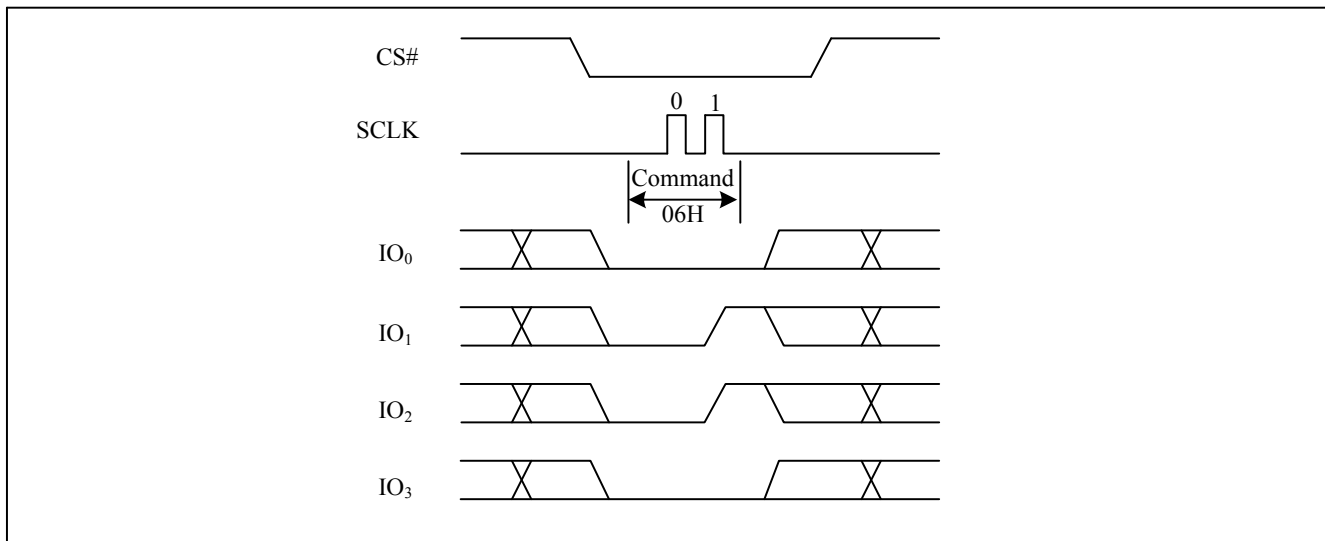 CS#
0 1
SCLK
Command
06H
IO₀
IO₁
IO₂
IO₃